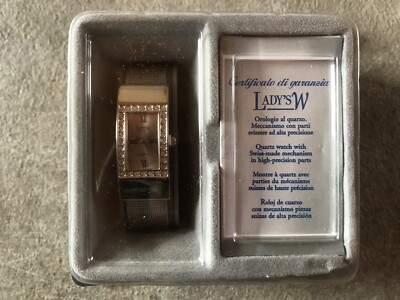 Certificato di garanzia
LADY'S W
Orologio al quarzo.
Meccanismo con parti
svizzere ad alta precisione
Quartz watch with
Swiss-made mechanism
in high-precision parts
Montre à quartz avec
parties du mécanisme
suisses de haute précision
Reloj de cuarzo
con mecanismo piezas
suizas de alta precisión